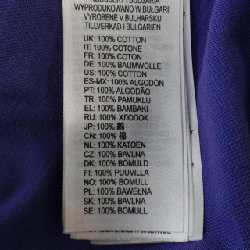 WYPRODUKOWANO W BUŁGARII
VYROBENÉ V BULHARSKU
TILLVERKAD I BULGARIEN
UK: 100% COTTON
IT: 100% COTONE
FR: 100% COTON
DE: 100% BAUMWOLLE
US: 100% COTTON
ES-MX: 100% ALGODÓN
PT: 100% ALGODÃO
TR: 100% PAMUKLU
EL: 100% ΒΑΜΒΑΚΙ
RU: 100% ХЛОПОК
JP: 100% 綿
CN: 100% 棉
NL: 100% KATOEN
CZ: 100% BAVLNA
DK: 100% BOMULD
FI: 100% PUUVILLA
NO: 100% BOMULL
PL: 100% BAWEŁNA
SK: 100% BAVLNA
SE: 100% BOMULL